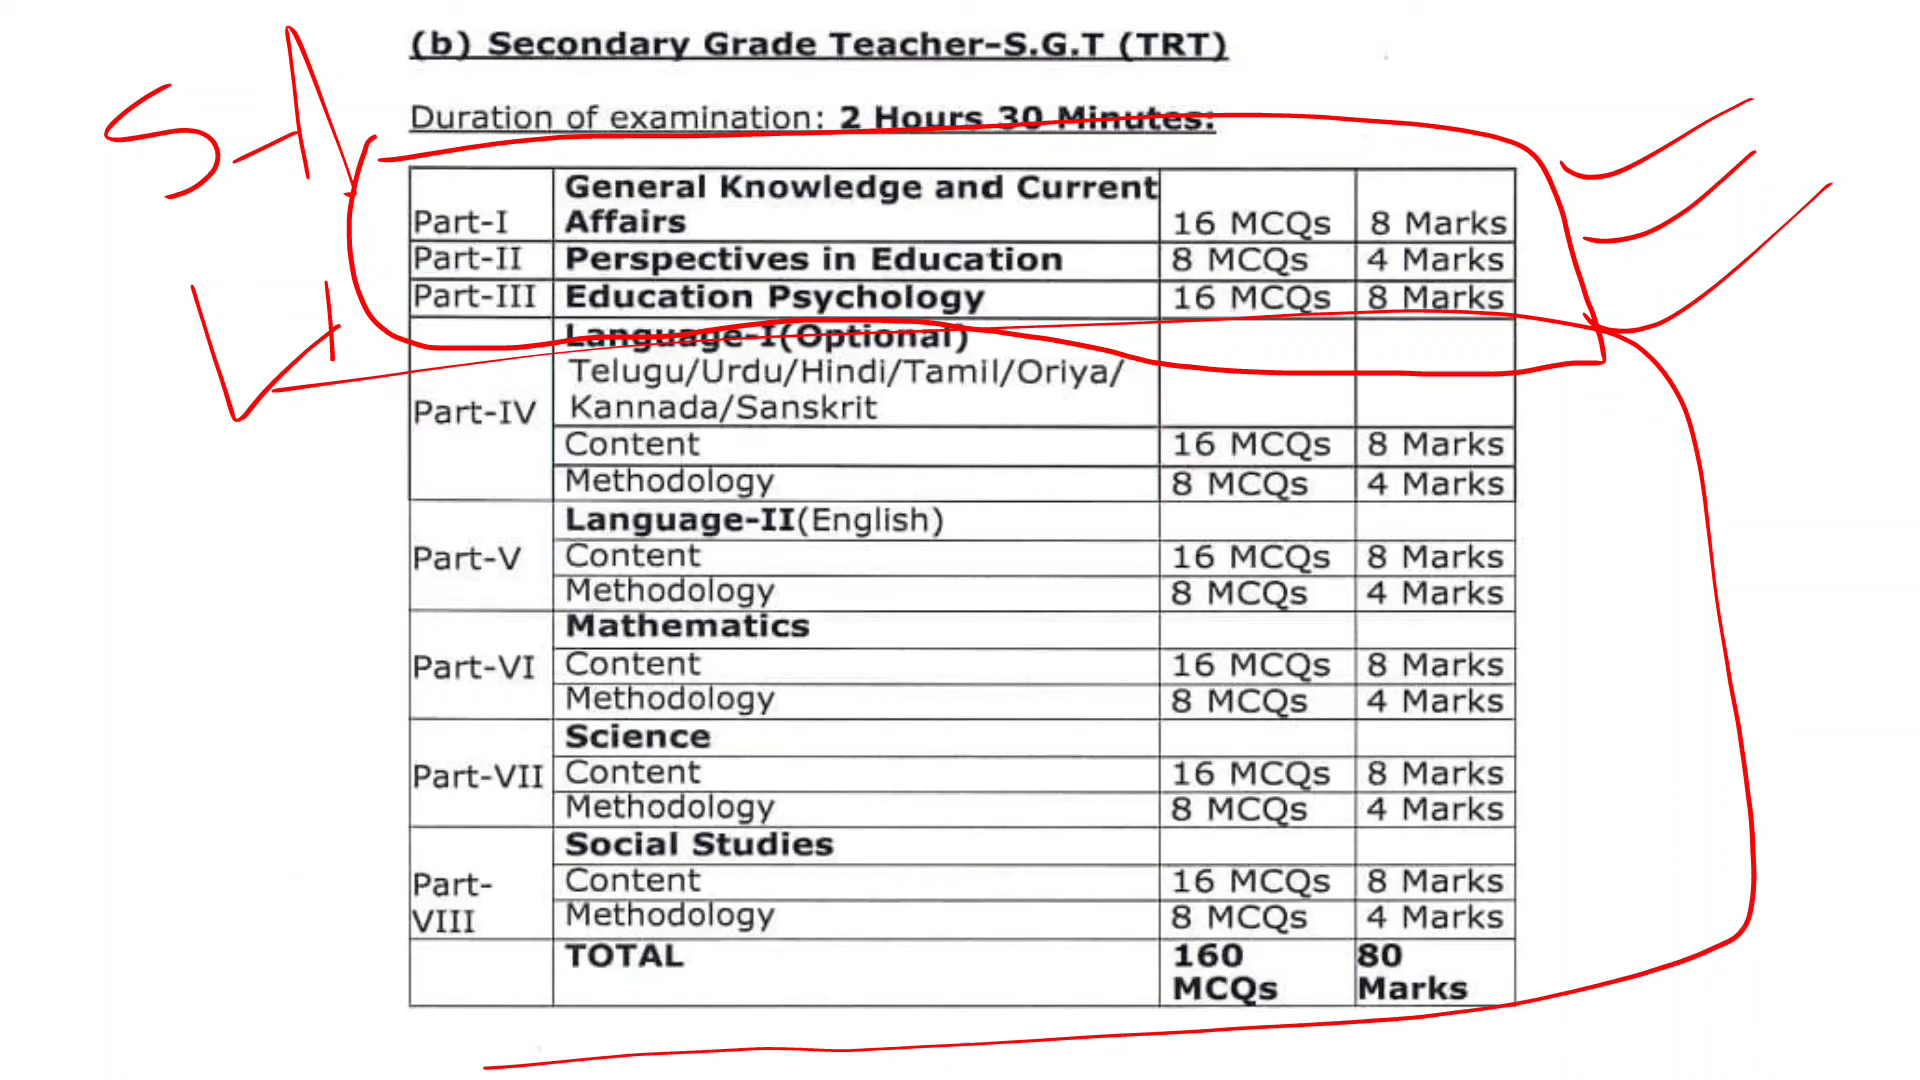 (b) Secondary Grade Teacher-S.G.T (TRT)
Duration of examination: 2 Hours 30 Minutes:
Part-I General Knowledge and Current Affairs 16 MCQs 8 Marks
Part-II Perspectives in Education 8 MCQs 4 Marks
Part-III Education Psychology 16 MCQs 8 Marks
Part-IV Language-I(Optional)
Telugu/Urdu/Hindi/Tamil/Oriya/
Kannada/Sanskrit
Content 16 MCQs 8 Marks
Methodology 8 MCQs 4 Marks
Part-V Language-II(English)
Content 16 MCQs 8 Marks
Methodology 8 MCQs 4 Marks
Part-VI Mathematics
Content 16 MCQs 8 Marks
Methodology 8 MCQs 4 Marks
Part-VII Science
Content 16 MCQs 8 Marks
Methodology 8 MCQs 4 Marks
Part-VIII Social Studies
Content 16 MCQs 8 Marks
Methodology 8 MCQs 4 Marks
TOTAL 160 MCQs 80 Marks